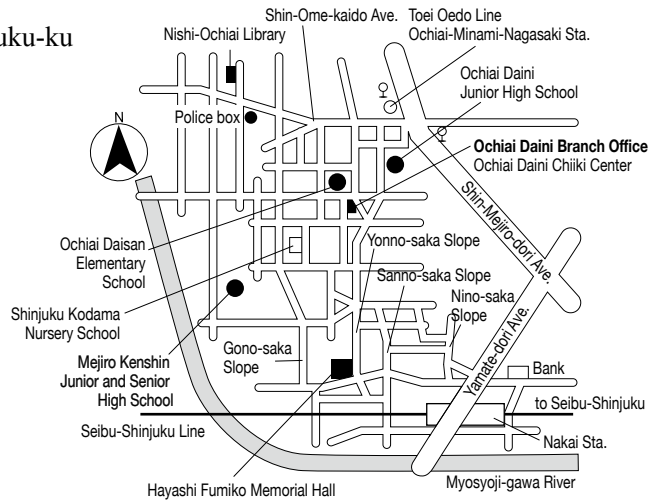 uku-ku
Shin-Ome-kaido Ave.
Toei Oedo Line
Ochiai-Minami-Nagasaki Sta.
Nishi-Ochiai Library
Ochiai Daini
Junior High School
Police box
N
Ochiai Daini Branch Office
Ochiai Daini Chiiki Center
Shin-Mejiro-dori Ave.
Ochiai Daisan
Elementary
School
Yonno-saka Slope
Sanno-saka Slope
Nino-saka
Slope
Shinjuku Kodama
Nursery School
Yamate-dori Ave.
Mejiro Kenshin
Junior and Senior
High School
Gono-saka
Slope
Bank
to Seibu-Shinjuku
Seibu-Shinjuku Line
Nakai Sta.
Hayashi Fumiko Memorial Hall
Myosyoji-gawa River